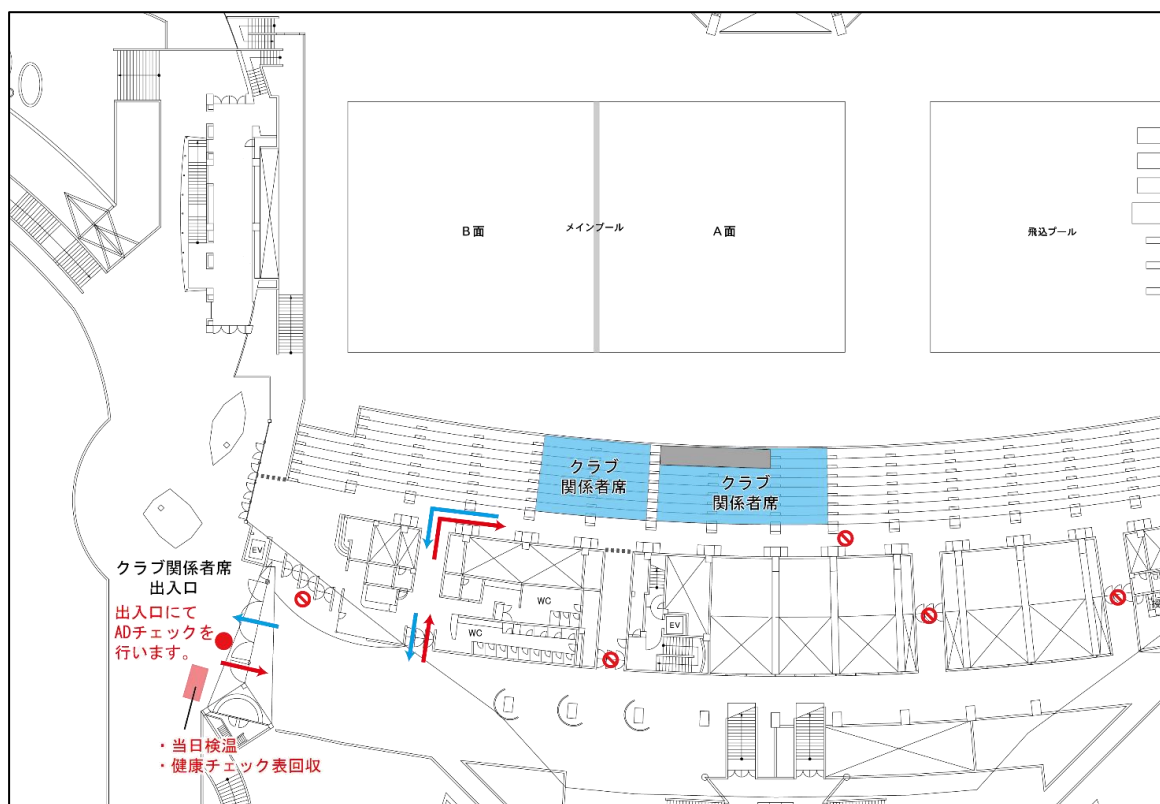 B面
メインプール
A面
飛込プール
クラブ
関係者席
クラブ
関係者席
EV
クラブ関係者席
出入口
出入口にて
ADチェックを
行います。
WC
WC
EV
・当日検温
・健康チェック表回収